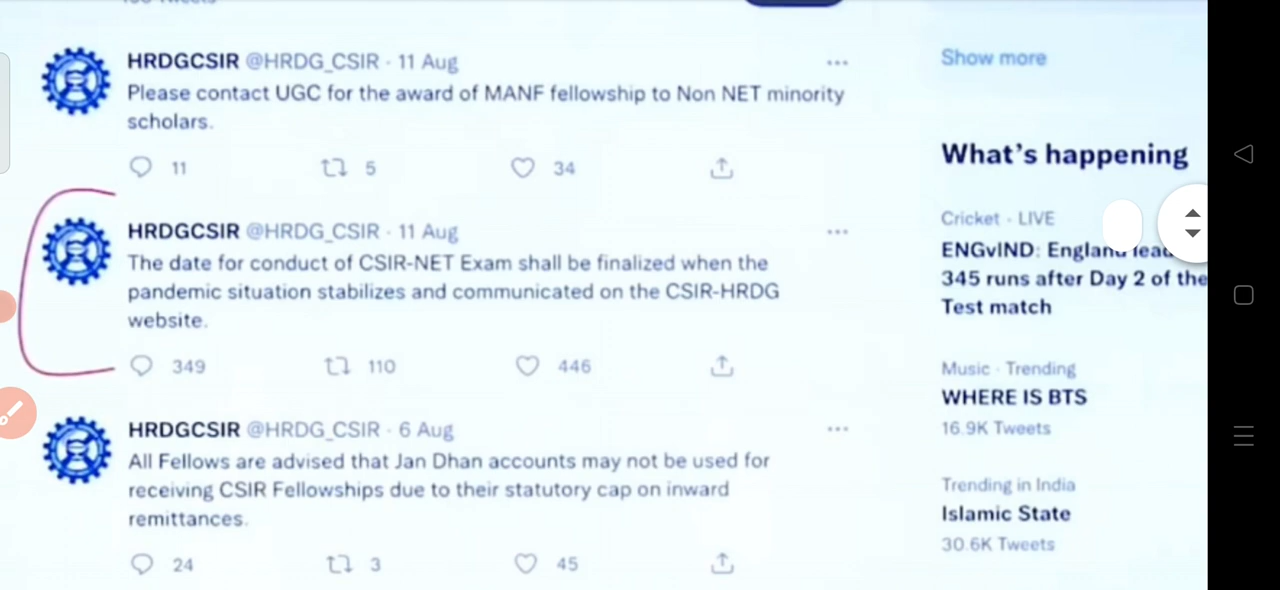 HRDGCSIR @HRDG_CSIR · 11 Aug
Please contact UGC for the award of MANF fellowship to Non NET minority
scholars.
11 5 34
HRDGCSIR @HRDG_CSIR · 11 Aug
The date for conduct of CSIR-NET Exam shall be finalized when the
pandemic situation stabilizes and communicated on the CSIR-HRDG
website.
349 110 446
HRDGCSIR @HRDG_CSIR · 6 Aug
All Fellows are advised that Jan Dhan accounts may not be used for
receiving CSIR Fellowships due to their statutory cap on inward
remittances.
24 3 45
Show more
What's happening
Cricket · LIVE
ENGvIND: England
345 runs after Day 2 of the
Test match
Music · Trending
WHERE IS BTS
16.9K Tweets
Trending in India
Islamic State
30.6K Tweets